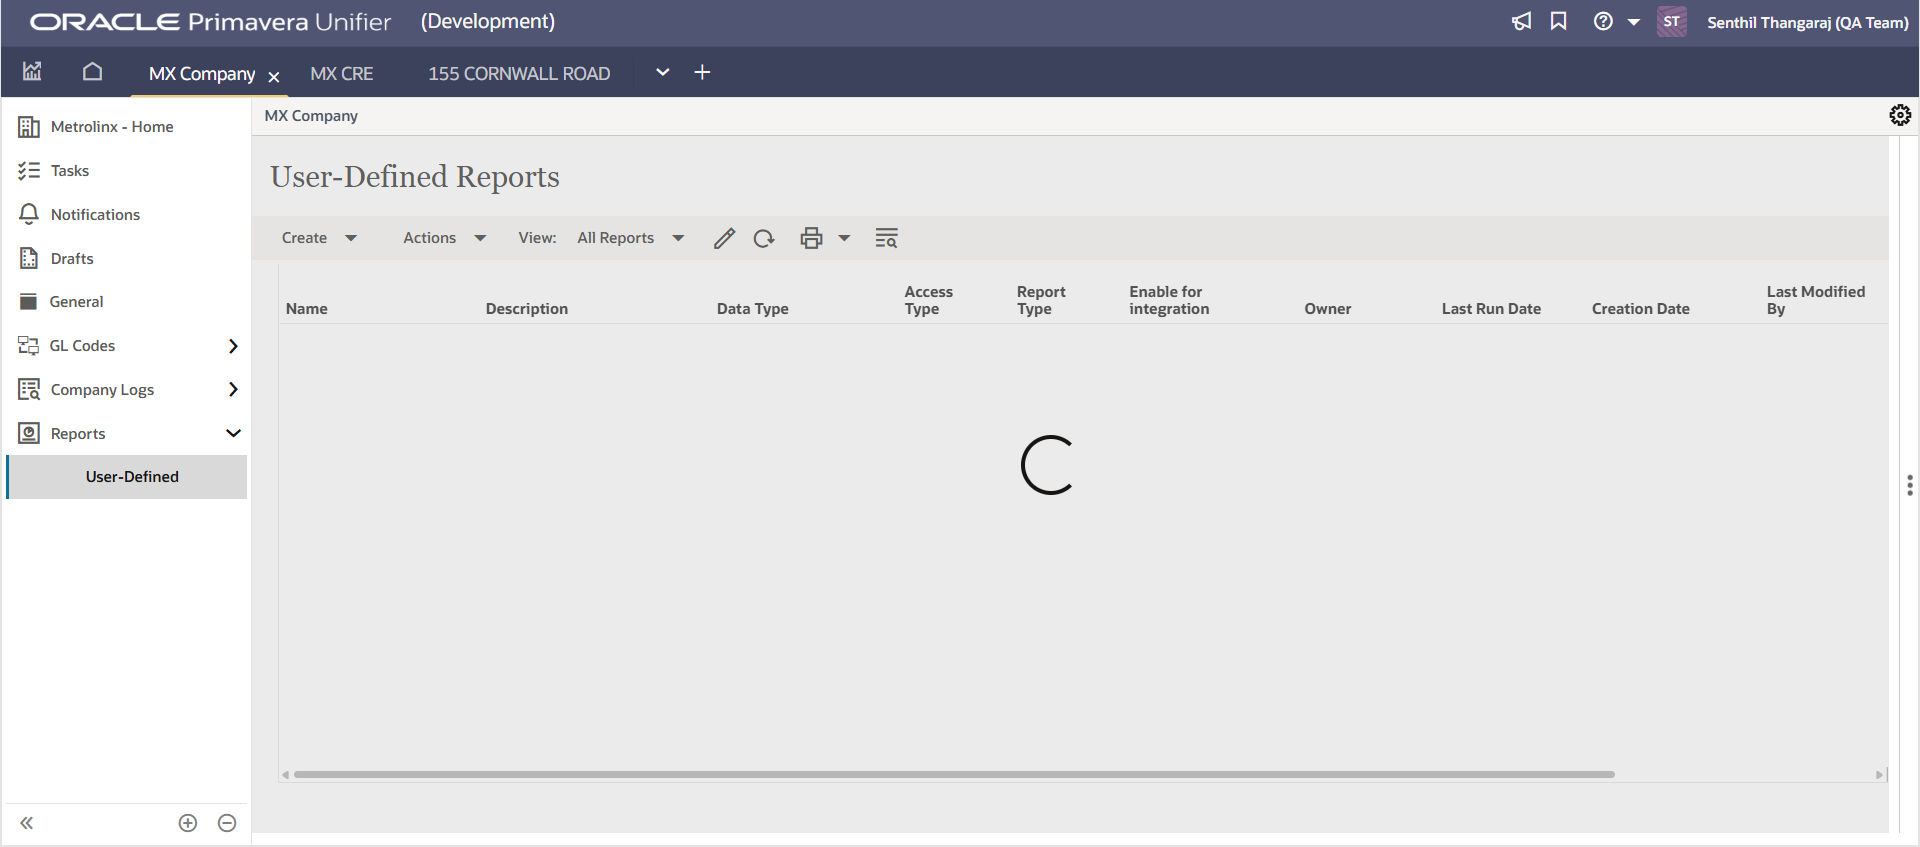 ORACLE Primavera Unifier (Development)
ST Senthil Thangaraj (QA Team)
MX Company MX CRE 155 CORNWALL ROAD
Metrolinx - Home
Tasks
Notifications
Drafts
General
GL Codes
Company Logs
Reports
User-Defined
MX Company
User-Defined Reports
Create Actions View: All Reports
Name Description Data Type Access Type Report Type Enable for integration Owner Last Run Date Creation Date Last Modified By